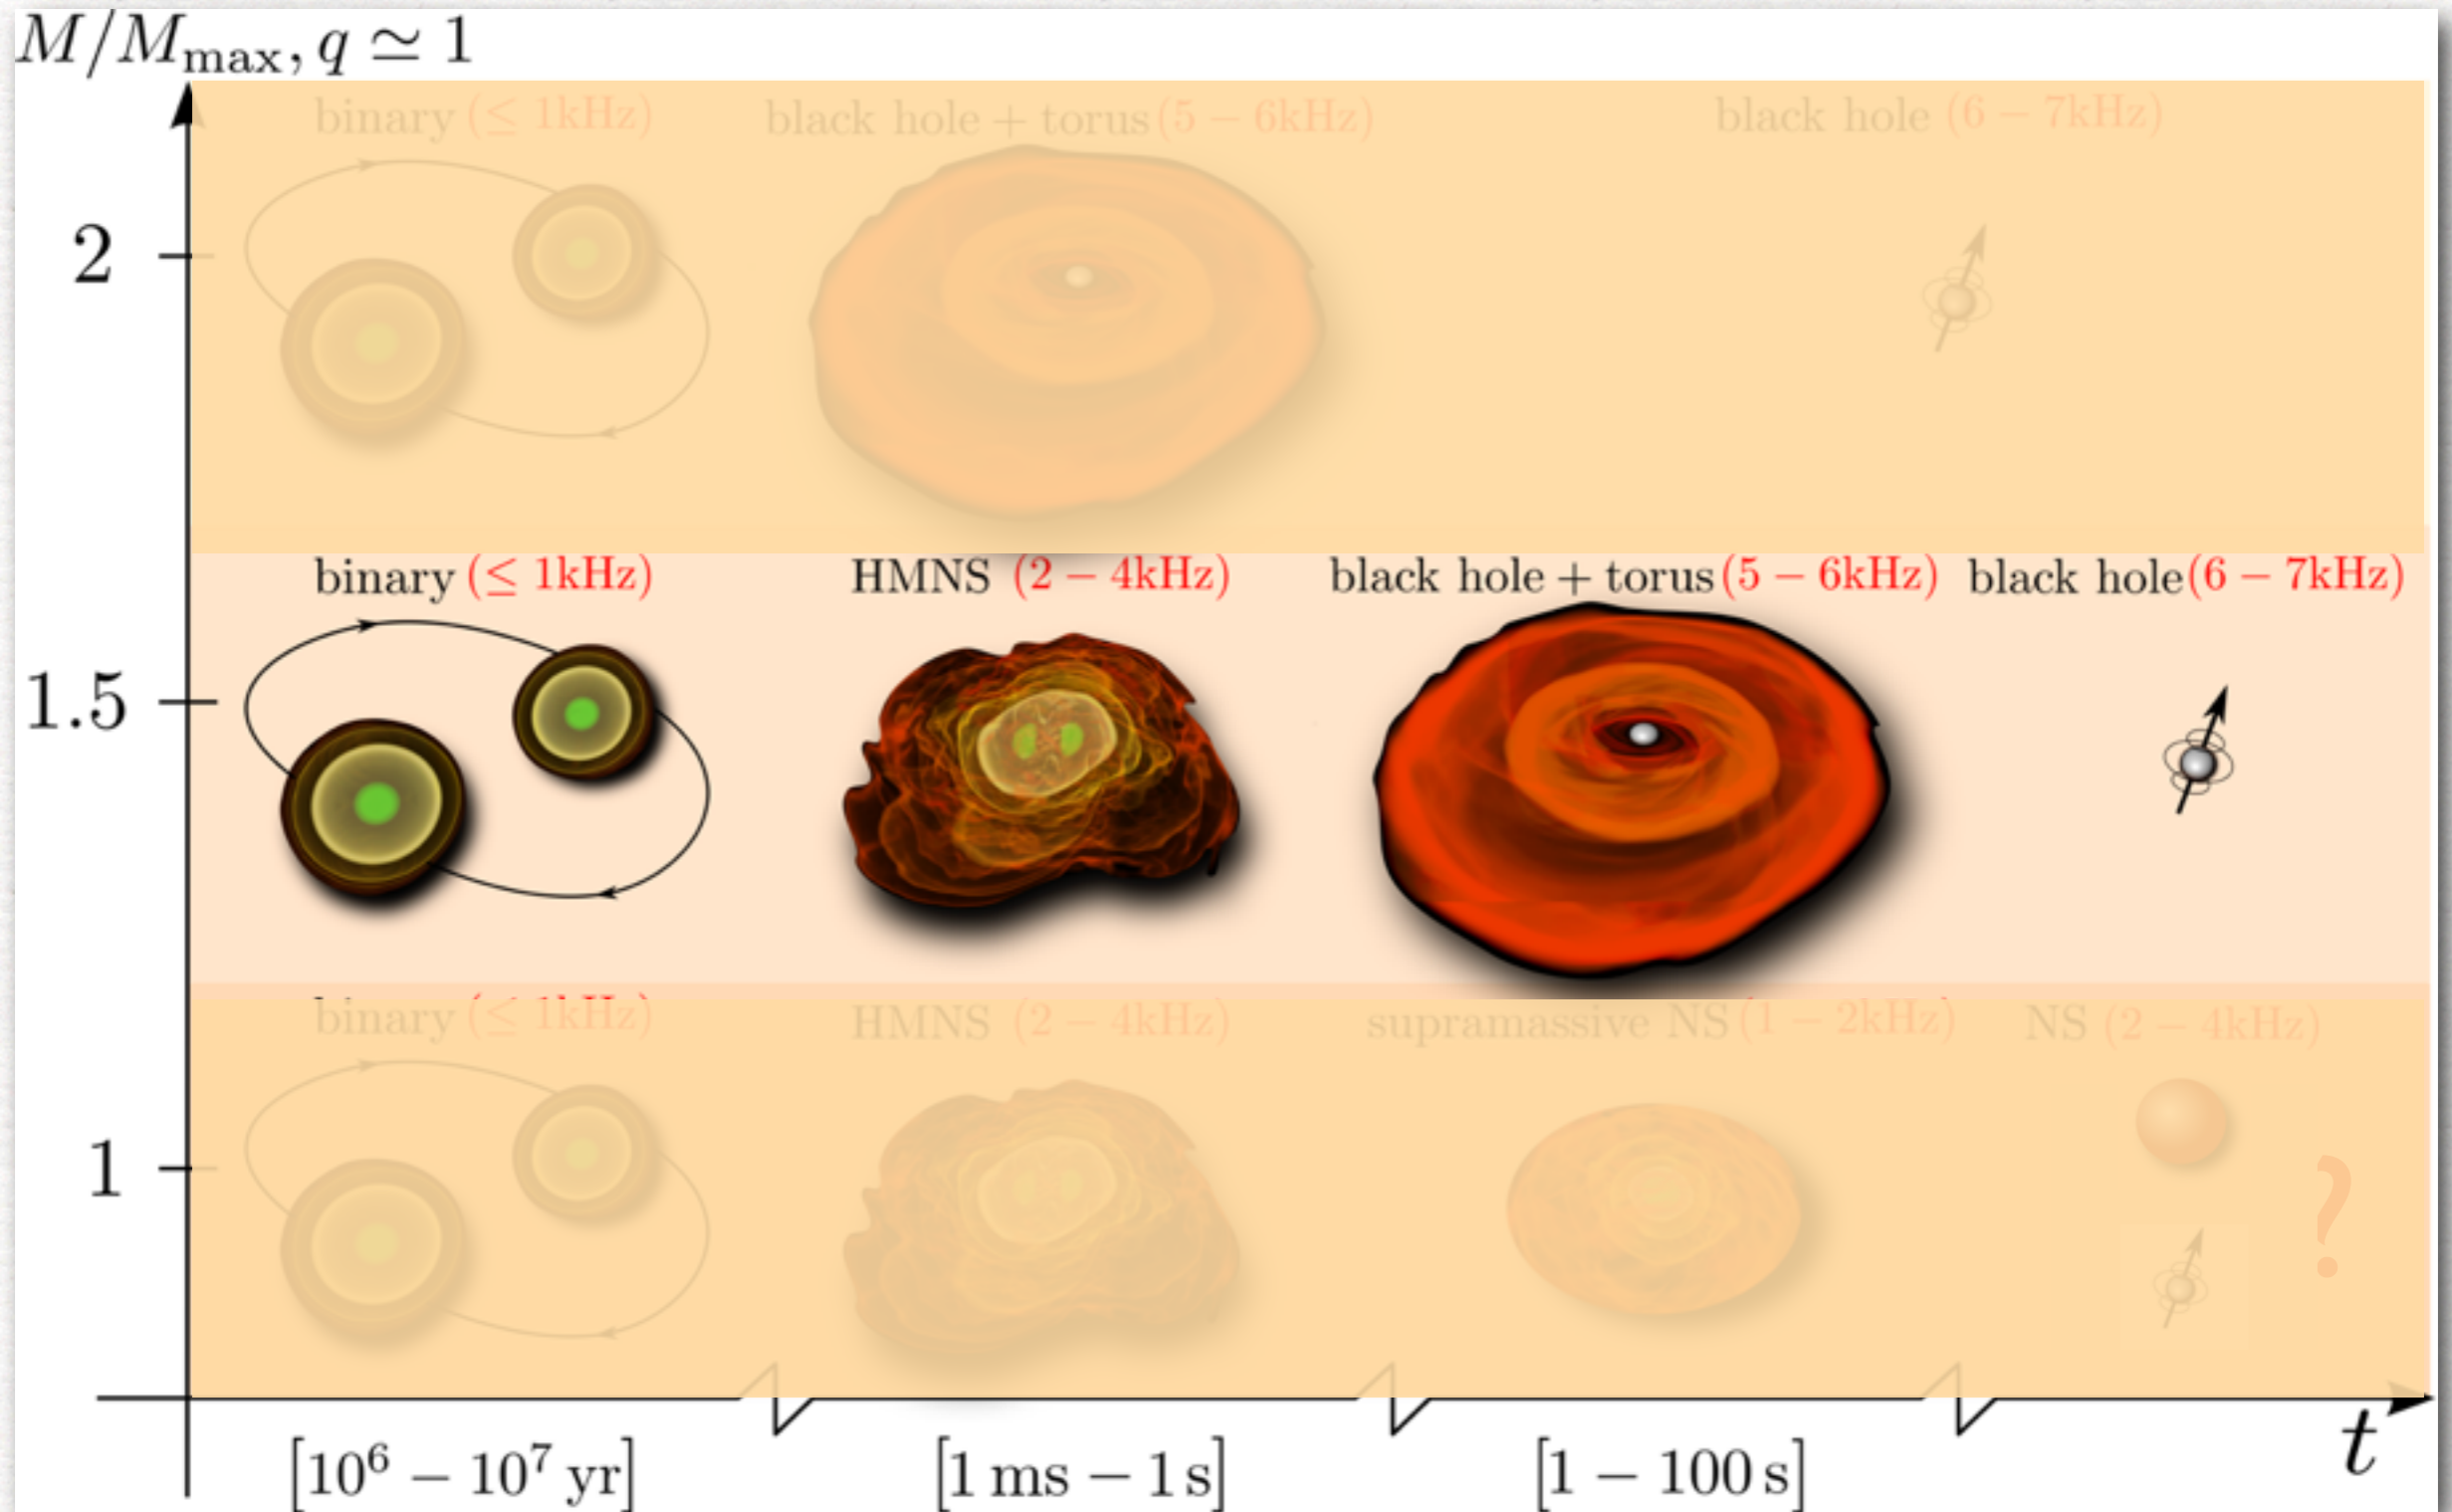 M/M_max, q ≃ 1
binary (≤ 1kHz) black hole + torus (5 − 6kHz) black hole (6 − 7kHz)
2
binary (≤ 1kHz) HMNS (2 − 4kHz) black hole + torus (5 − 6kHz) black hole (6 − 7kHz)
1.5
binary (≤ 1kHz) HMNS (2 − 4kHz) supramassive NS (1 − 2kHz) NS (2 − 4kHz)
1
?
t
[10⁶ − 10⁷ yr] [1 ms − 1 s] [1 − 100 s]